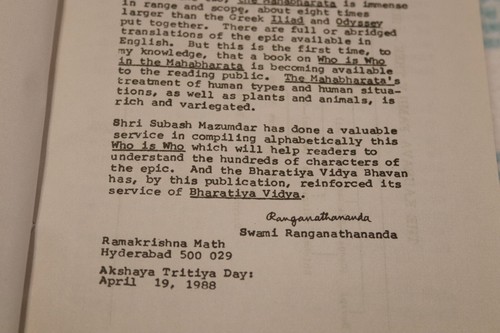 The Mahabharata is immense
in range and scope, about eight times
larger than the Greek Iliad and Odyssey
put together. There are full or abridged
translations of the epic available in
English. But this is the first time, to
my knowledge, that a book on Who is Who
in the Mahabharata is becoming available
to the reading public. The Mahabharata's
treatment of human types and human situa-
tions, as well as plants and animals, is
rich and variegated.
Shri Subash Mazumdar has done a valuable
service in compiling alphabetically this
Who is Who which will help readers to
understand the hundreds of characters of
the epic. And the Bharatiya Vidya Bhavan
has, by this publication, reinforced its
service of Bharatiya Vidya.
Ranganathananda
Swami Ranganathananda
Ramakrishna Math
Hyderabad 500 029
Akshaya Tritiya Day:
April 19, 1988